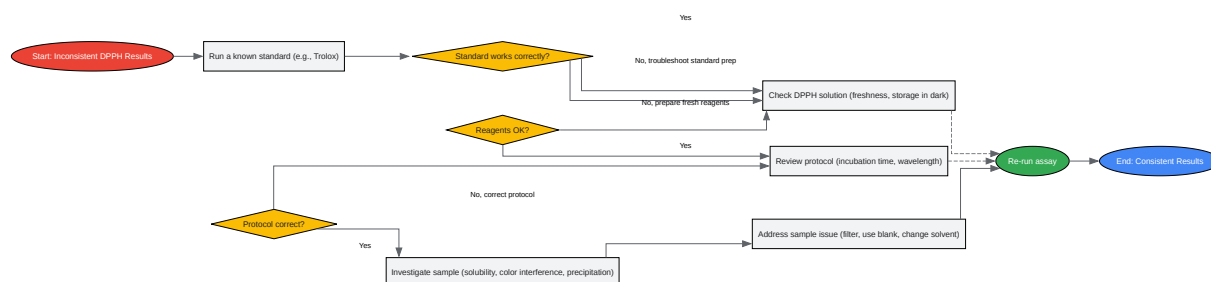 Yes
Start: Inconsistent DPPH Results
Run a known standard (e.g., Trolox)
Standard works correctly?
No, troubleshoot standard prep
Check DPPH solution (freshness, storage in dark)
No, prepare fresh reagents
Reagents OK?
Yes
Review protocol (incubation time, wavelength)
Re-run assay
End: Consistent Results
No, correct protocol
Protocol correct?
Yes
Address sample issue (filter, use blank, change solvent)
Investigate sample (solubility, color interference, precipitation)